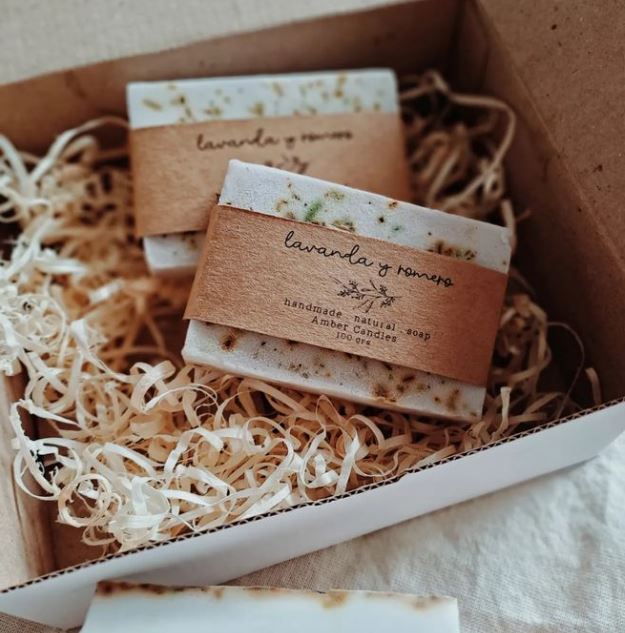 lavanda y romero
lavanda y romero
handmade natural soap
Amber Candles
100 grs